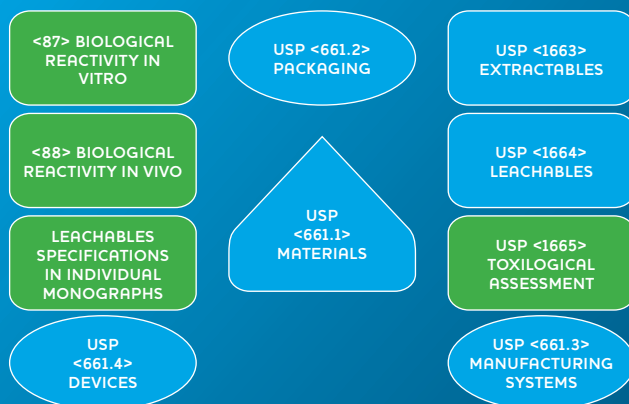 <87> BIOLOGICAL
REACTIVITY IN
VITRO
USP <661.2>
PACKAGING
USP <1663>
EXTRACTABLES
<88> BIOLOGICAL
REACTIVITY IN VIVO
USP <1664>
LEACHABLES
USP
<661.1>
MATERIALS
LEACHABLES
SPECIFICATIONS
IN INDIVIDUAL
MONOGRAPHS
USP <1665>
TOXILOGICAL
ASSESSMENT
USP
<661.4>
DEVICES
USP <661.3>
MANUFACTURING
SYSTEMS